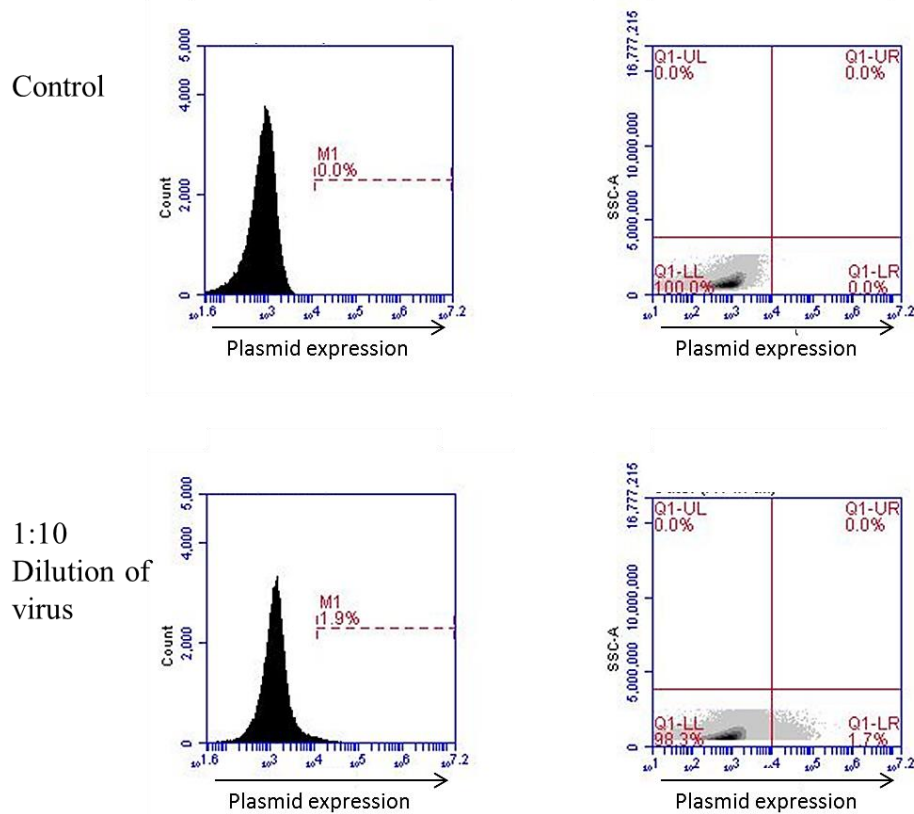 Control
5,000
4,000
2,000
0
Count
M1
0.0%
10^1.6 10^3 10^4 10^5 10^6 10^7.2
Plasmid expression
16,777,215
10,000,000
5,000,000
0
SSC-A
Q1-UL
0.0%
Q1-UR
0.0%
Q1-LL
100.0%
Q1-LR
0.0%
10^1 10^2 10^3 10^4 10^5 10^6 10^7.2
Plasmid expression
1:10
Dilution of
virus
5,000
4,000
2,000
0
Count
M1
1.9%
10^1.6 10^3 10^4 10^5 10^6 10^7.2
Plasmid expression
16,777,215
10,000,000
5,000,000
0
SSC-A
Q1-UL
0.0%
Q1-UR
0.0%
Q1-LL
98.3%
Q1-LR
1.7%
10^1 10^2 10^3 10^4 10^5 10^6 10^7.2
Plasmid expression